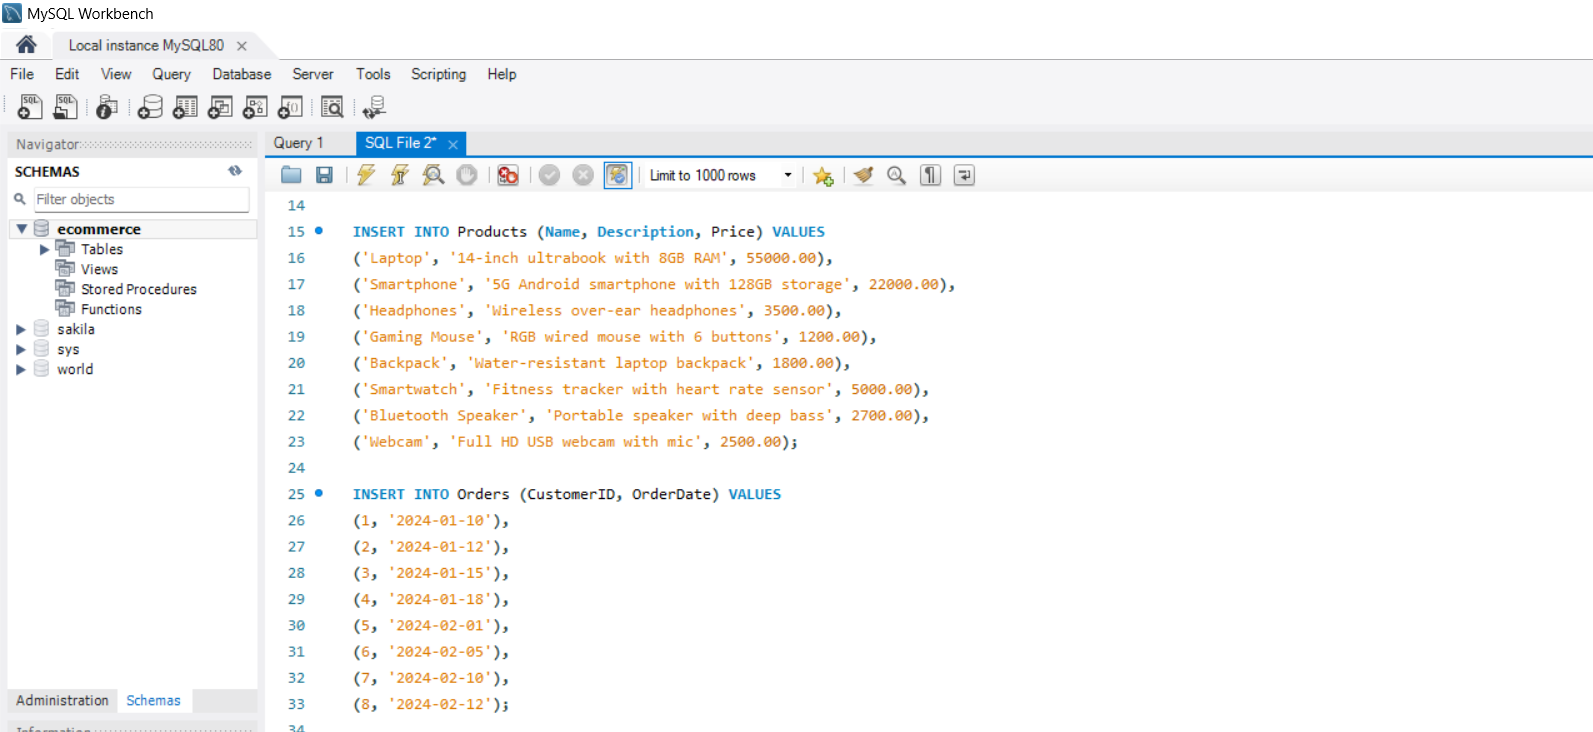 MySQL Workbench
Local instance MySQL80
File Edit View Query Database Server Tools Scripting Help
Navigator
SCHEMAS
Filter objects
ecommerce
Tables
Views
Stored Procedures
Functions
sakila
sys
world
Administration Schemas
Information
Query 1 SQL File 2*
Limit to 1000 rows
14
15 INSERT INTO Products (Name, Description, Price) VALUES
16 ('Laptop', '14-inch ultrabook with 8GB RAM', 55000.00),
17 ('Smartphone', '5G Android smartphone with 128GB storage', 22000.00),
18 ('Headphones', 'Wireless over-ear headphones', 3500.00),
19 ('Gaming Mouse', 'RGB wired mouse with 6 buttons', 1200.00),
20 ('Backpack', 'Water-resistant laptop backpack', 1800.00),
21 ('Smartwatch', 'Fitness tracker with heart rate sensor', 5000.00),
22 ('Bluetooth Speaker', 'Portable speaker with deep bass', 2700.00),
23 ('Webcam', 'Full HD USB webcam with mic', 2500.00);
24
25 INSERT INTO Orders (CustomerID, OrderDate) VALUES
26 (1, '2024-01-10'),
27 (2, '2024-01-12'),
28 (3, '2024-01-15'),
29 (4, '2024-01-18'),
30 (5, '2024-02-01'),
31 (6, '2024-02-05'),
32 (7, '2024-02-10'),
33 (8, '2024-02-12');
34